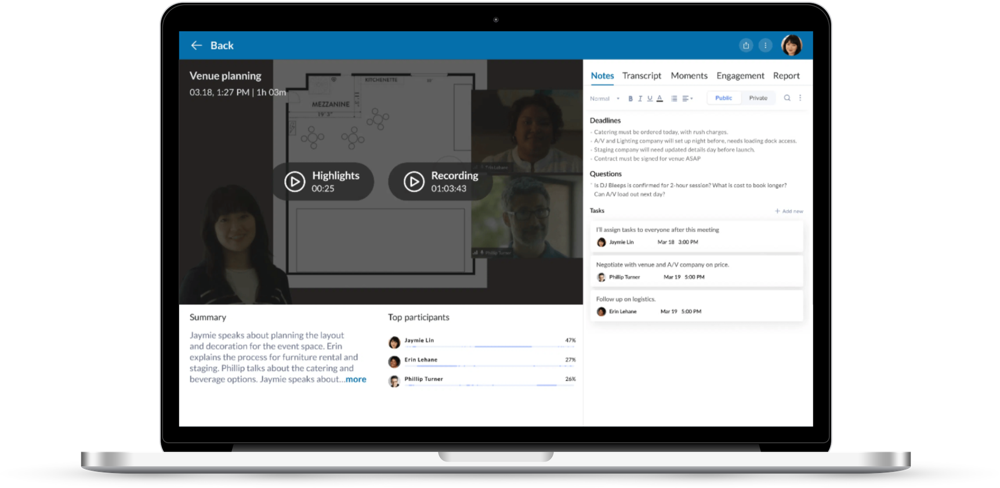 Back
Venue planning
03.18, 1:27 PM | 1h 03m
KITCHENETTE
MEZZANINE
19' 3"
Erin Lehane
Phillip Turner
Highlights
00:25
Recording
01:03:43
Summary
Jaymie speaks about planning the layout
and decoration for the event space. Erin
explains the process for furniture rental and
staging. Phillip talks about the catering and
beverage options. Jaymie speaks about...more
Top participants
Jaymie Lin 47%
Erin Lehane 27%
Phillip Turner 26%
Notes Transcript Moments Engagement Report
Normal B I U A Public Private
Deadlines
- Catering must be ordered today, with rush charges.
- A/V and Lighting company will set up night before, needs loading dock access.
- Staging company will need updated details day before launch.
- Contract must be signed for venue ASAP
Questions
Is DJ Bleeps is confirmed for 2-hour session? What is cost to book longer?
Can A/V load out next day?
Tasks + Add new
I'll assign tasks to everyone after this meeting
Jaymie Lin Mar 18 3:00 PM
Negotiate with venue and A/V company on price.
Phillip Turner Mar 19 5:00 PM
Follow up on logistics.
Erin Lehane Mar 19 5:00 PM